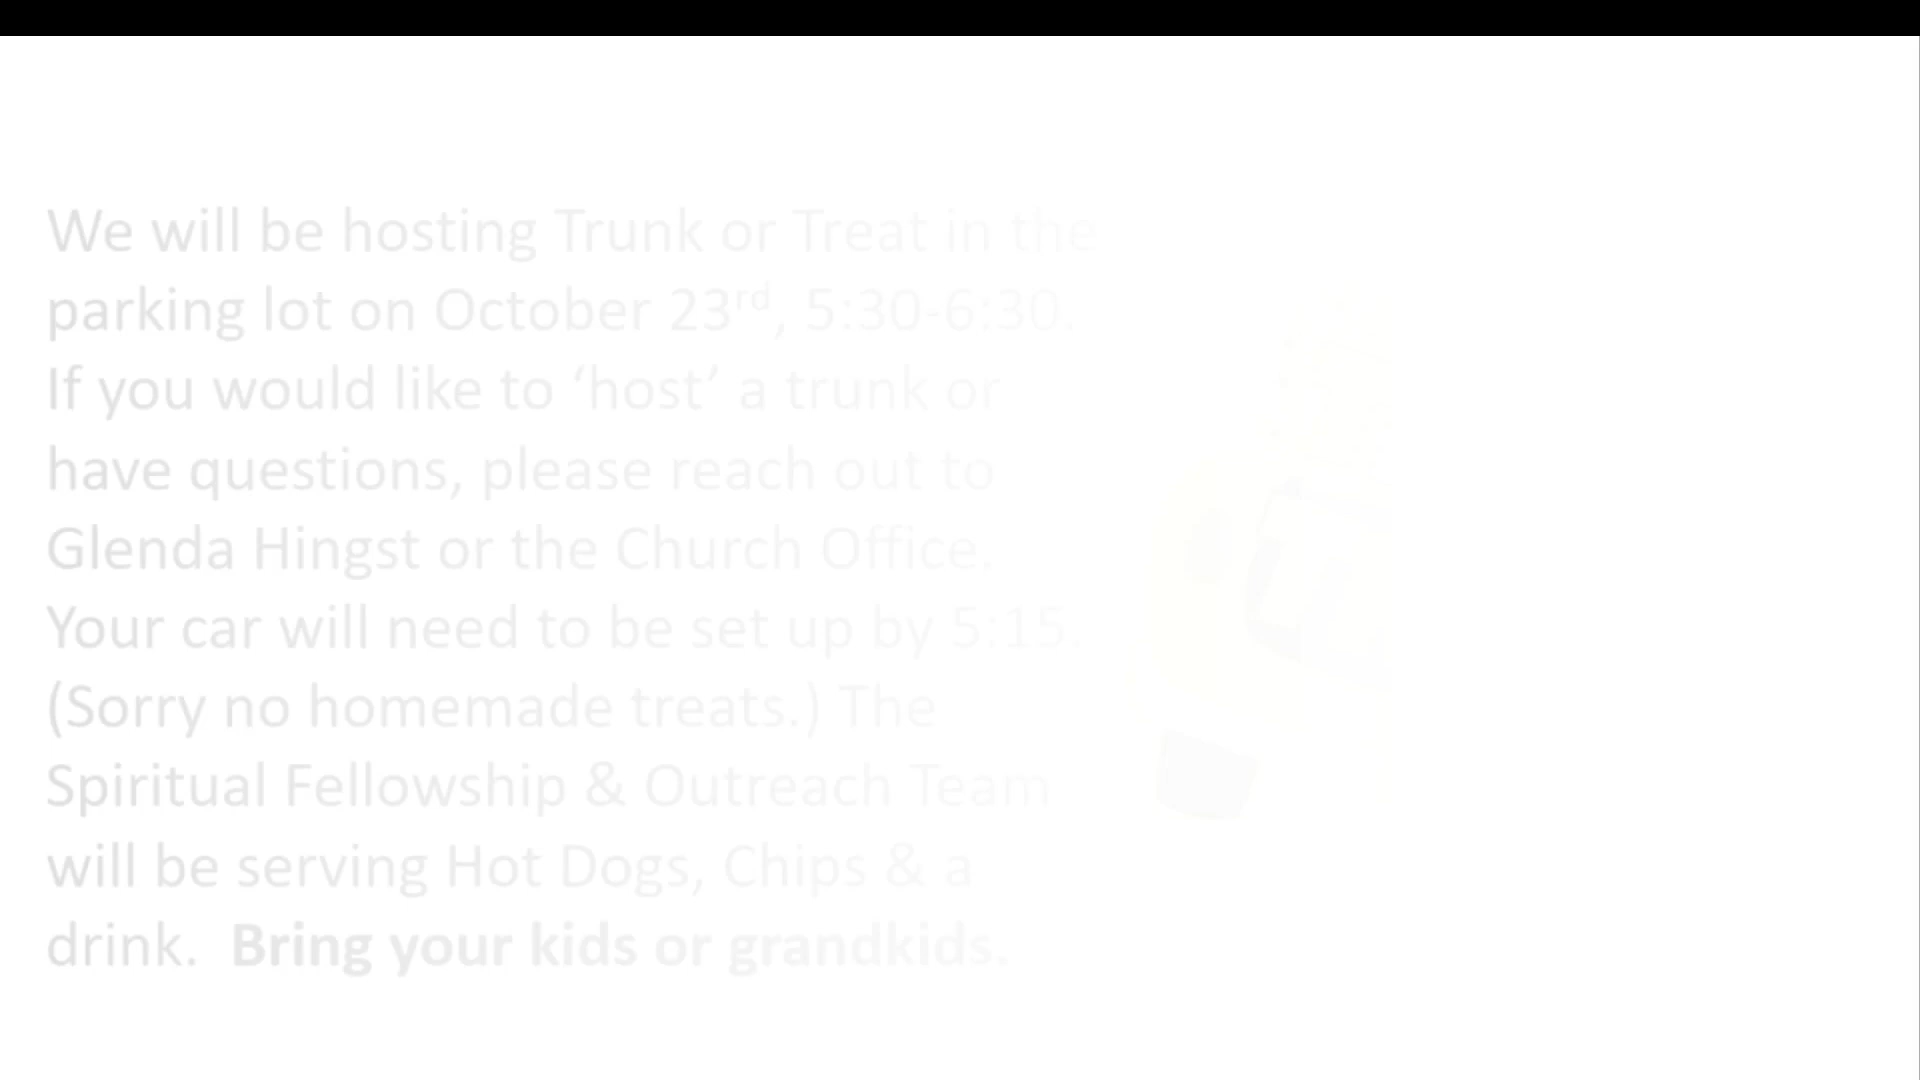 We will be hosting Trunk or Treat in the
parking lot on October 23rd, 5:30-6:30.
If you would like to ‘host’ a trunk or
have questions, please reach out to
Glenda Hingst or the Church Office.
Your car will need to be set up by 5:15.
(Sorry no homemade treats.) The
Spiritual Fellowship & Outreach Team
will be serving Hot Dogs, Chips & a
drink.  Bring your kids or grandkids.